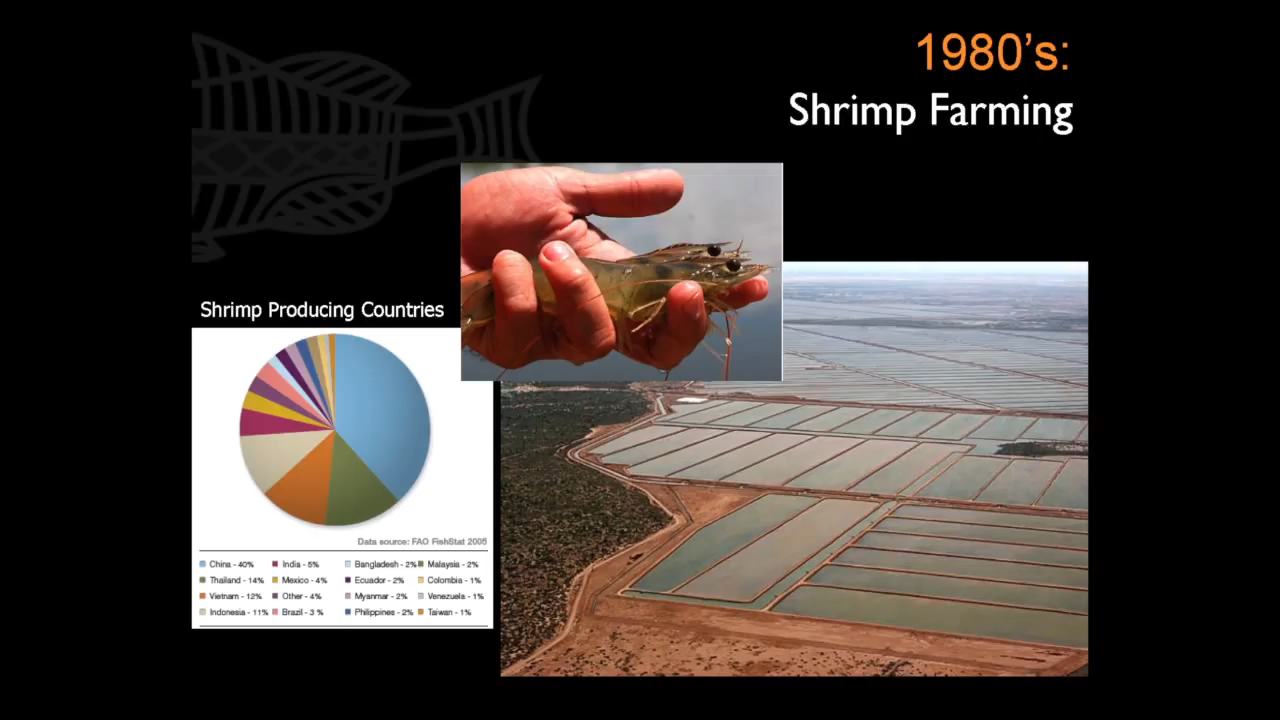 1980's:
Shrimp Farming
Shrimp Producing Countries
Data source: FAO FishStat 2005
China - 40% India - 5% Bangladesh - 2% Malaysia - 2%
Thailand - 14% Mexico - 4% Ecuador - 2% Colombia - 1%
Vietnam - 12% Other - 4% Myanmar - 2% Venezuela - 1%
Indonesia - 11% Brazil - 3 % Philippines - 2% Taiwan - 1%